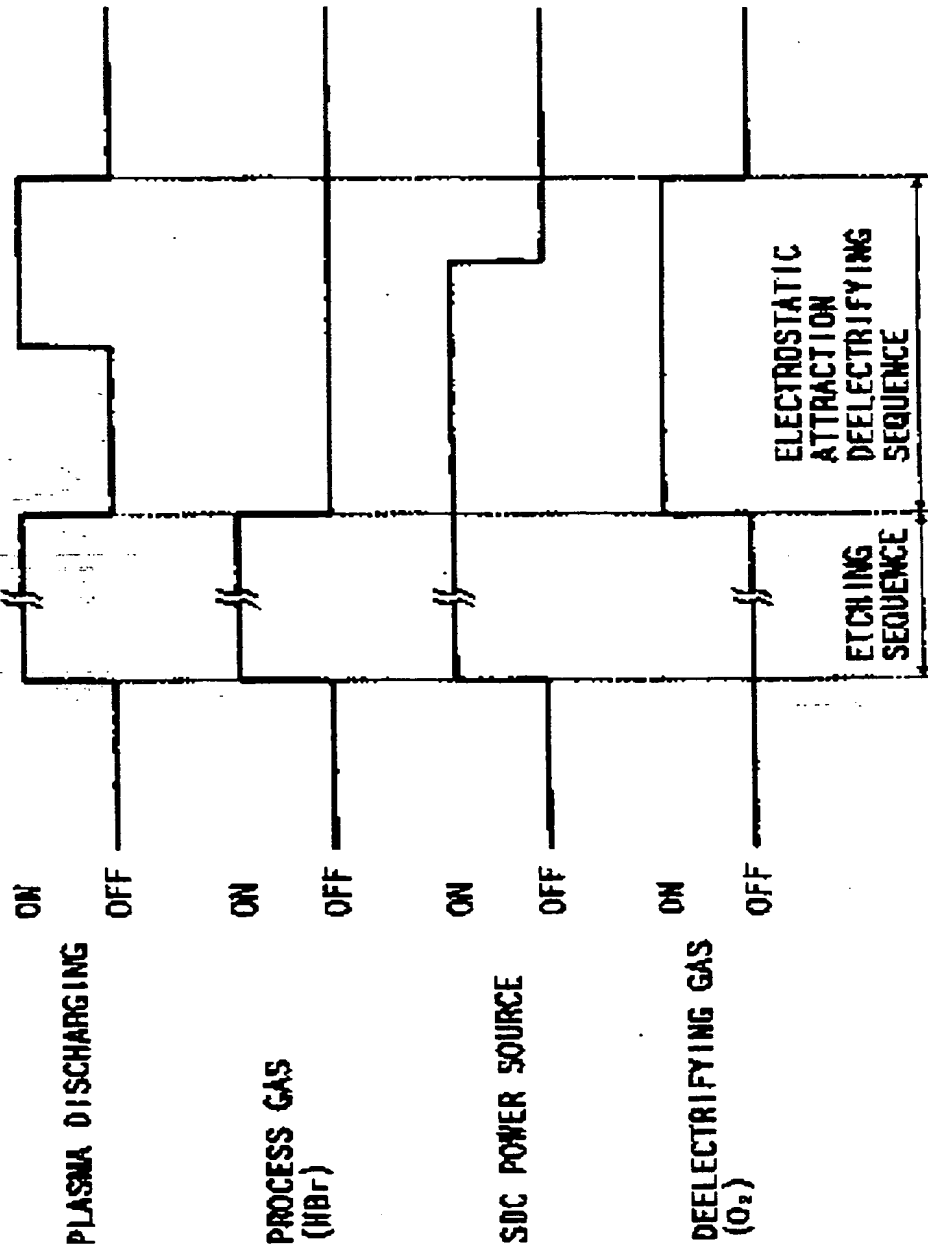 PLASMA DISCHARGING
ON
OFF
PROCESS GAS
(HBr)
ON
OFF
SDC POWER SOURCE
ON
OFF
DEELECTRIFYING GAS
(O₂)
ON
OFF
ETCHING
SEQUENCE
ELECTROSTATIC
ATTRACTION
DEELECTRIFYING
SEQUENCE